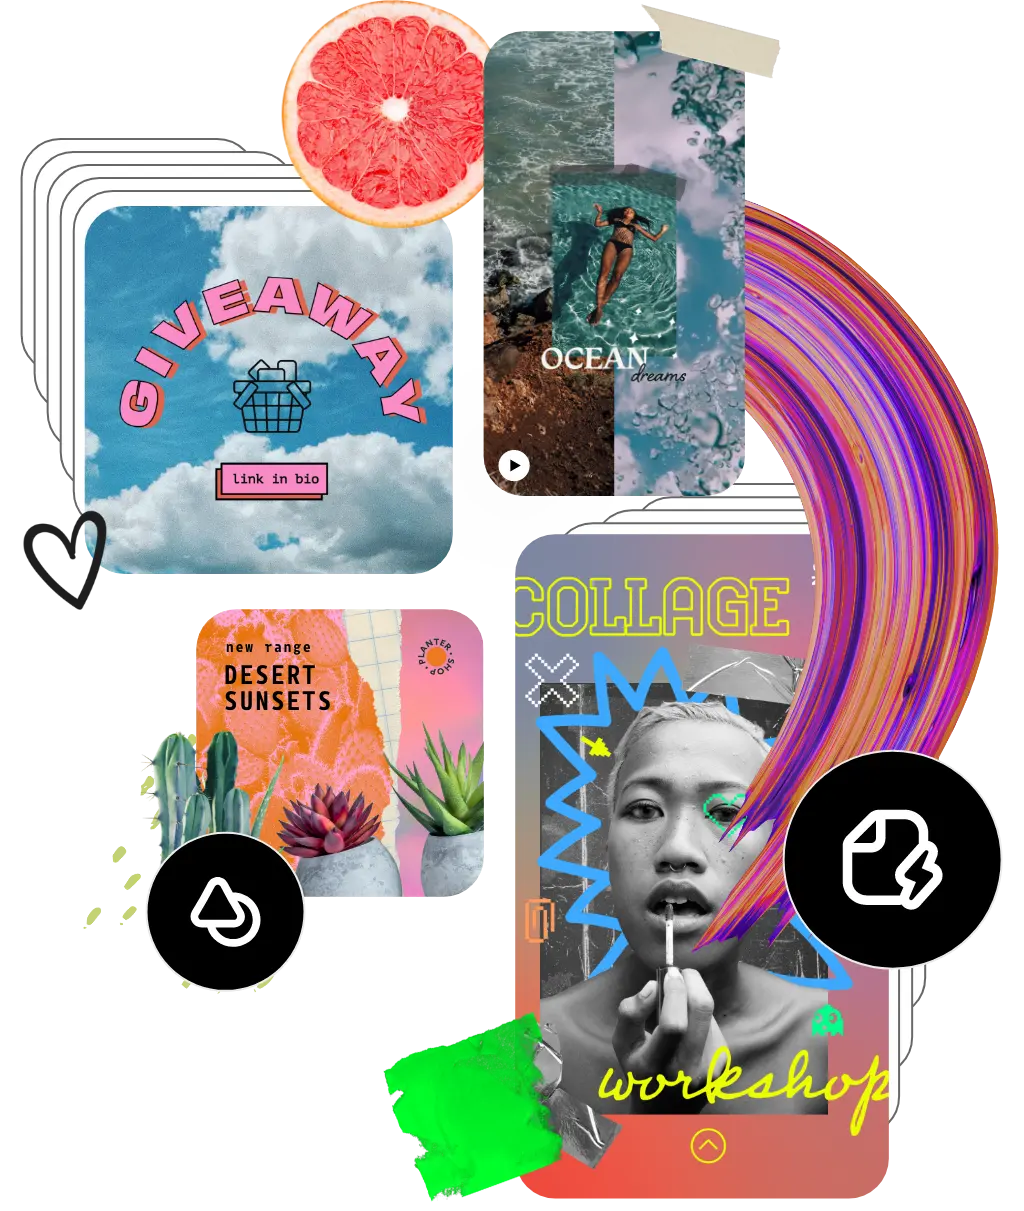 GIVEAWAY
link in bio
OCEAN
dreams
new range
DESERT
SUNSETS
PLANTER · SHOP ·
COLLAGE
workshop